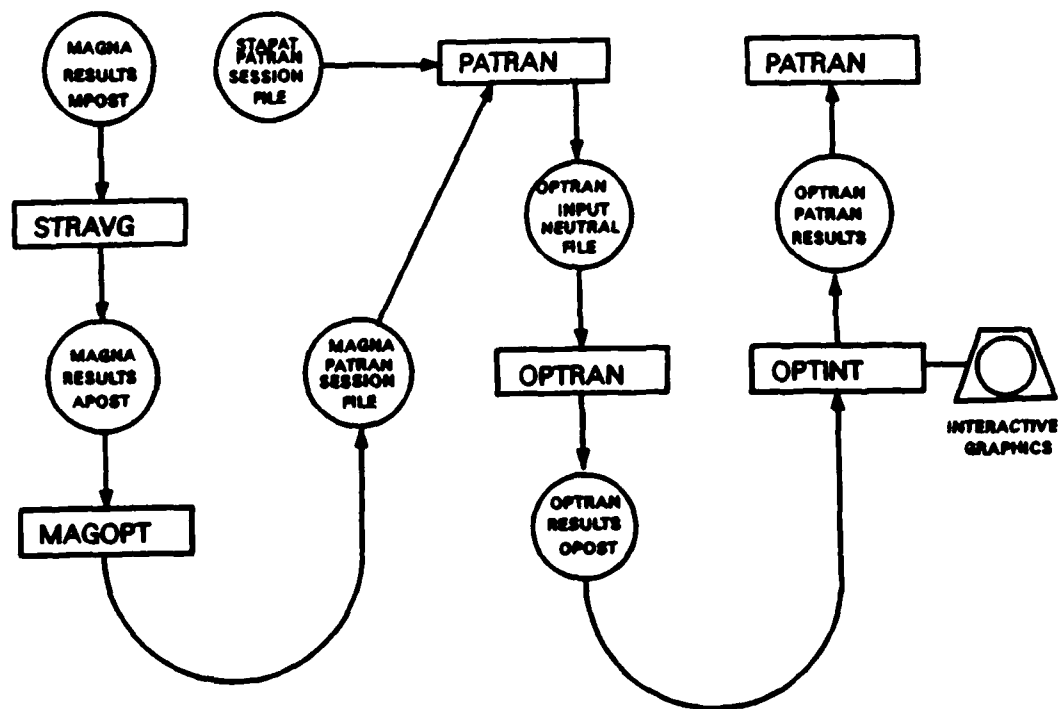 MAGNA
RESULTS
MPOST
STRAVG
MAGNA
RESULTS
APOST
MAGOPT
STAPAT
PATRAN
SESSION
FILE
MAGNA
PATRAN
SESSION
FILE
PATRAN
OPTRAN
INPUT
NEUTRAL
FILE
OPTRAN
OPTRAN
RESULTS
OPOST
PATRAN
OPTRAN
PATRAN
RESULTS
OPTINT
INTERACTIVE
GRAPHICS